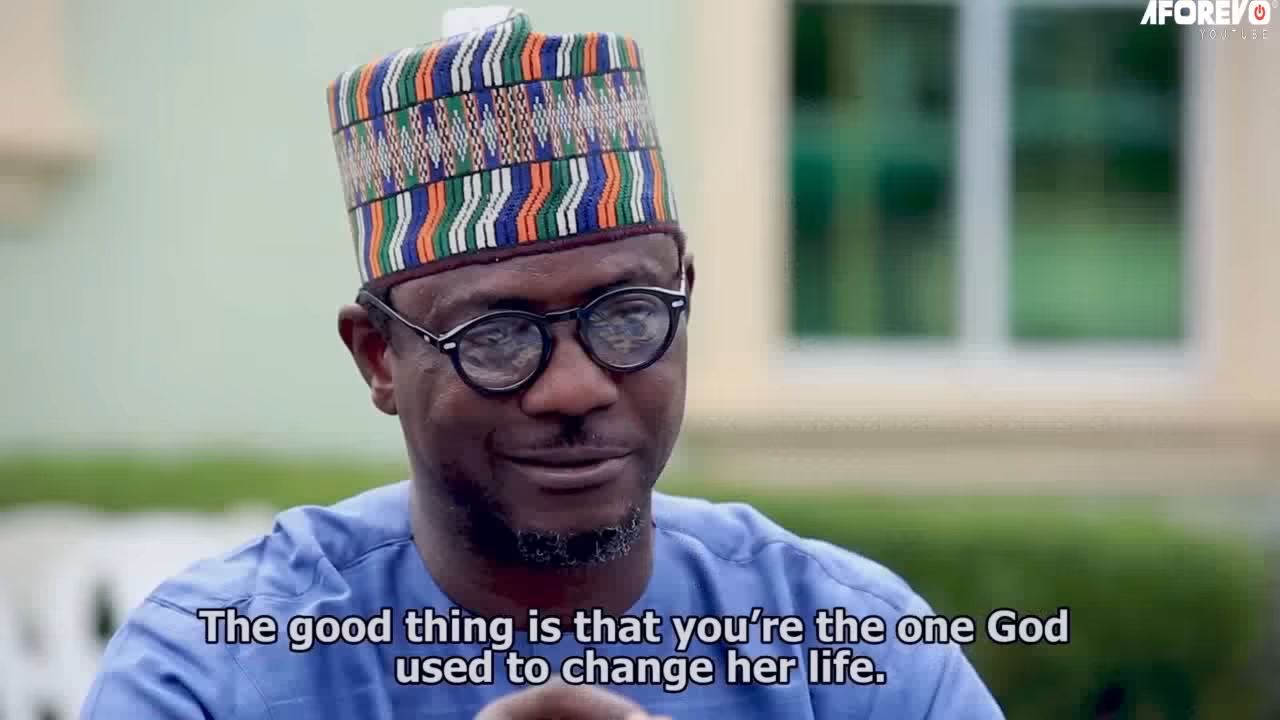 AFOREVO
YOUTUBE
The good thing is that you're the one God
used to change her life.